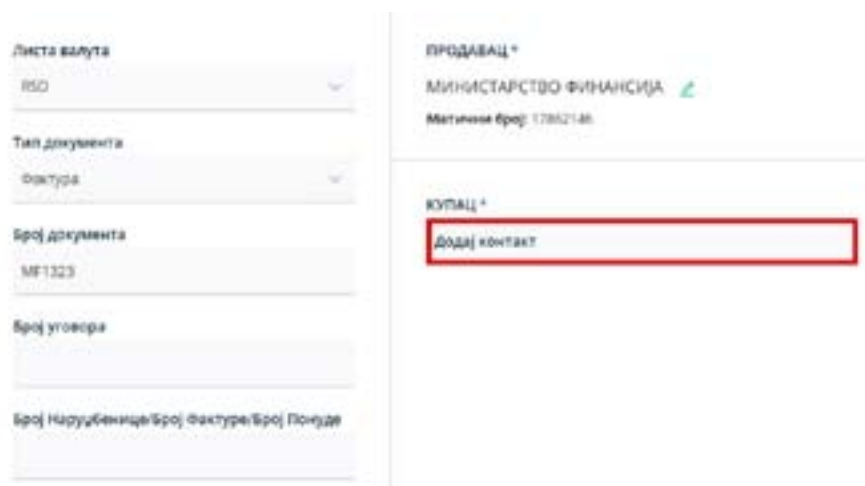 Листа валута
RSD
Тип документа
Фактура
Број документа
MF1323
Број уговора
Број Наруџбенице/Број Фактуре/Број Понуде
ПРОДАВАЦ *
МИНИСТАРСТВО ФИНАНСИЈА
Матични број: 17862146
КУПАЦ *
Додај контакт